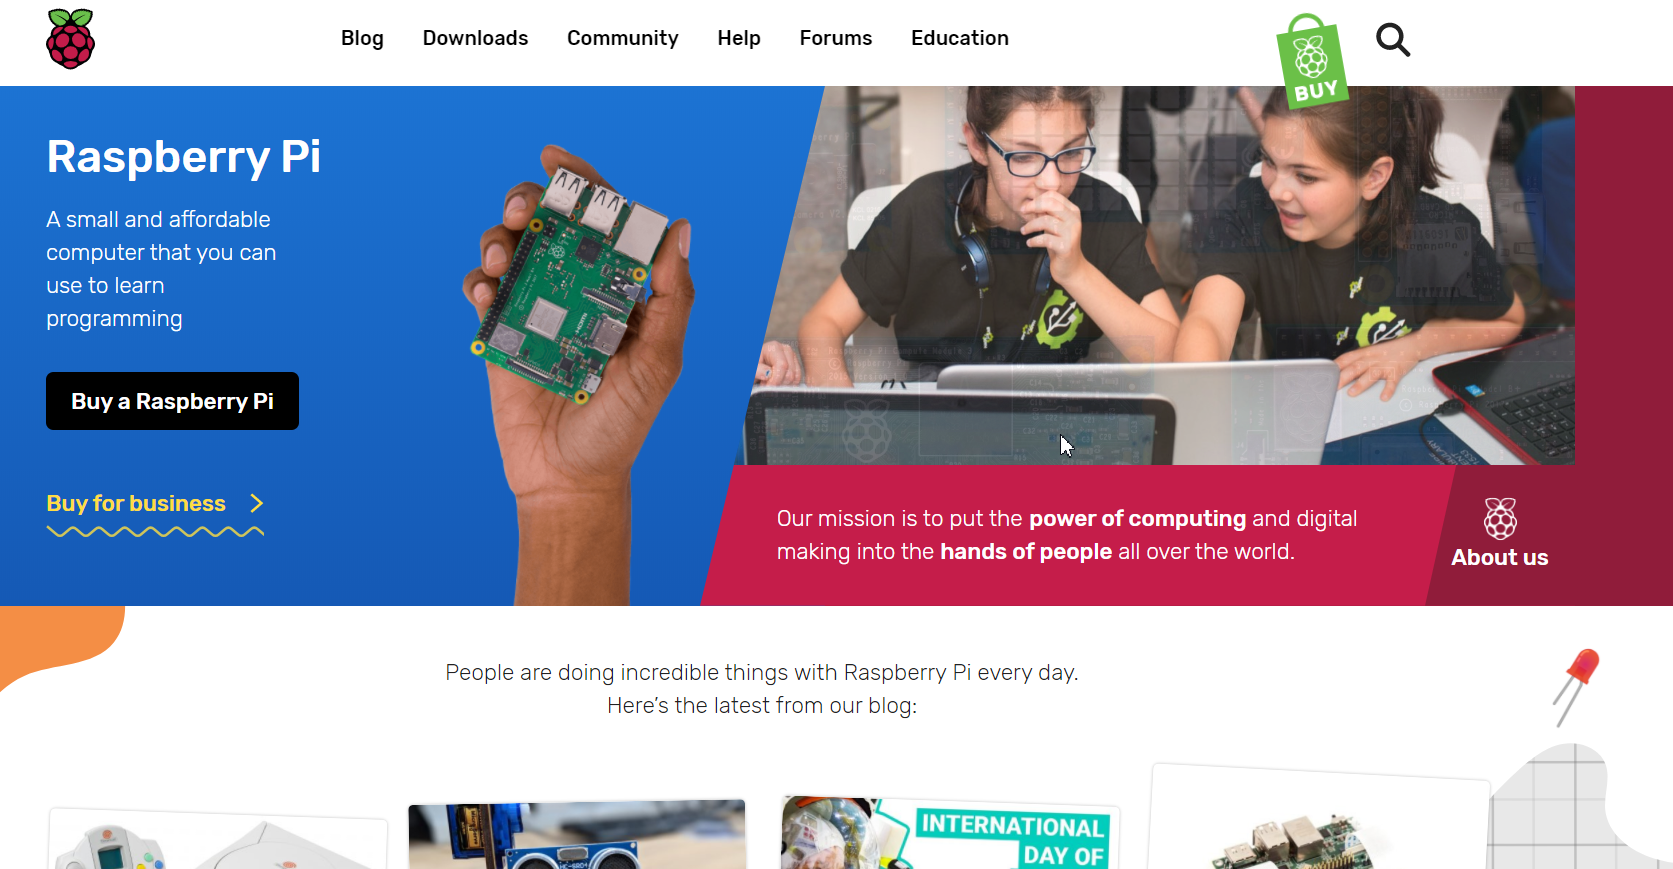 Blog Downloads Community Help Forums Education
BUY
Raspberry Pi
A small and affordable
computer that you can
use to learn
programming
Buy a Raspberry Pi
Buy for business
Our mission is to put the power of computing and digital
making into the hands of people all over the world.
About us
People are doing incredible things with Raspberry Pi every day.
Here's the latest from our blog:
HC-SR04
INTERNATIONAL
DAY OF